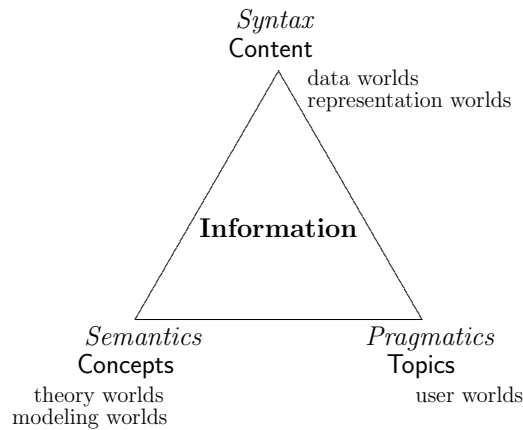 Syntax
Content
data worlds
representation worlds
Information
Semantics
Concepts
theory worlds
modeling worlds
Pragmatics
Topics
user worlds